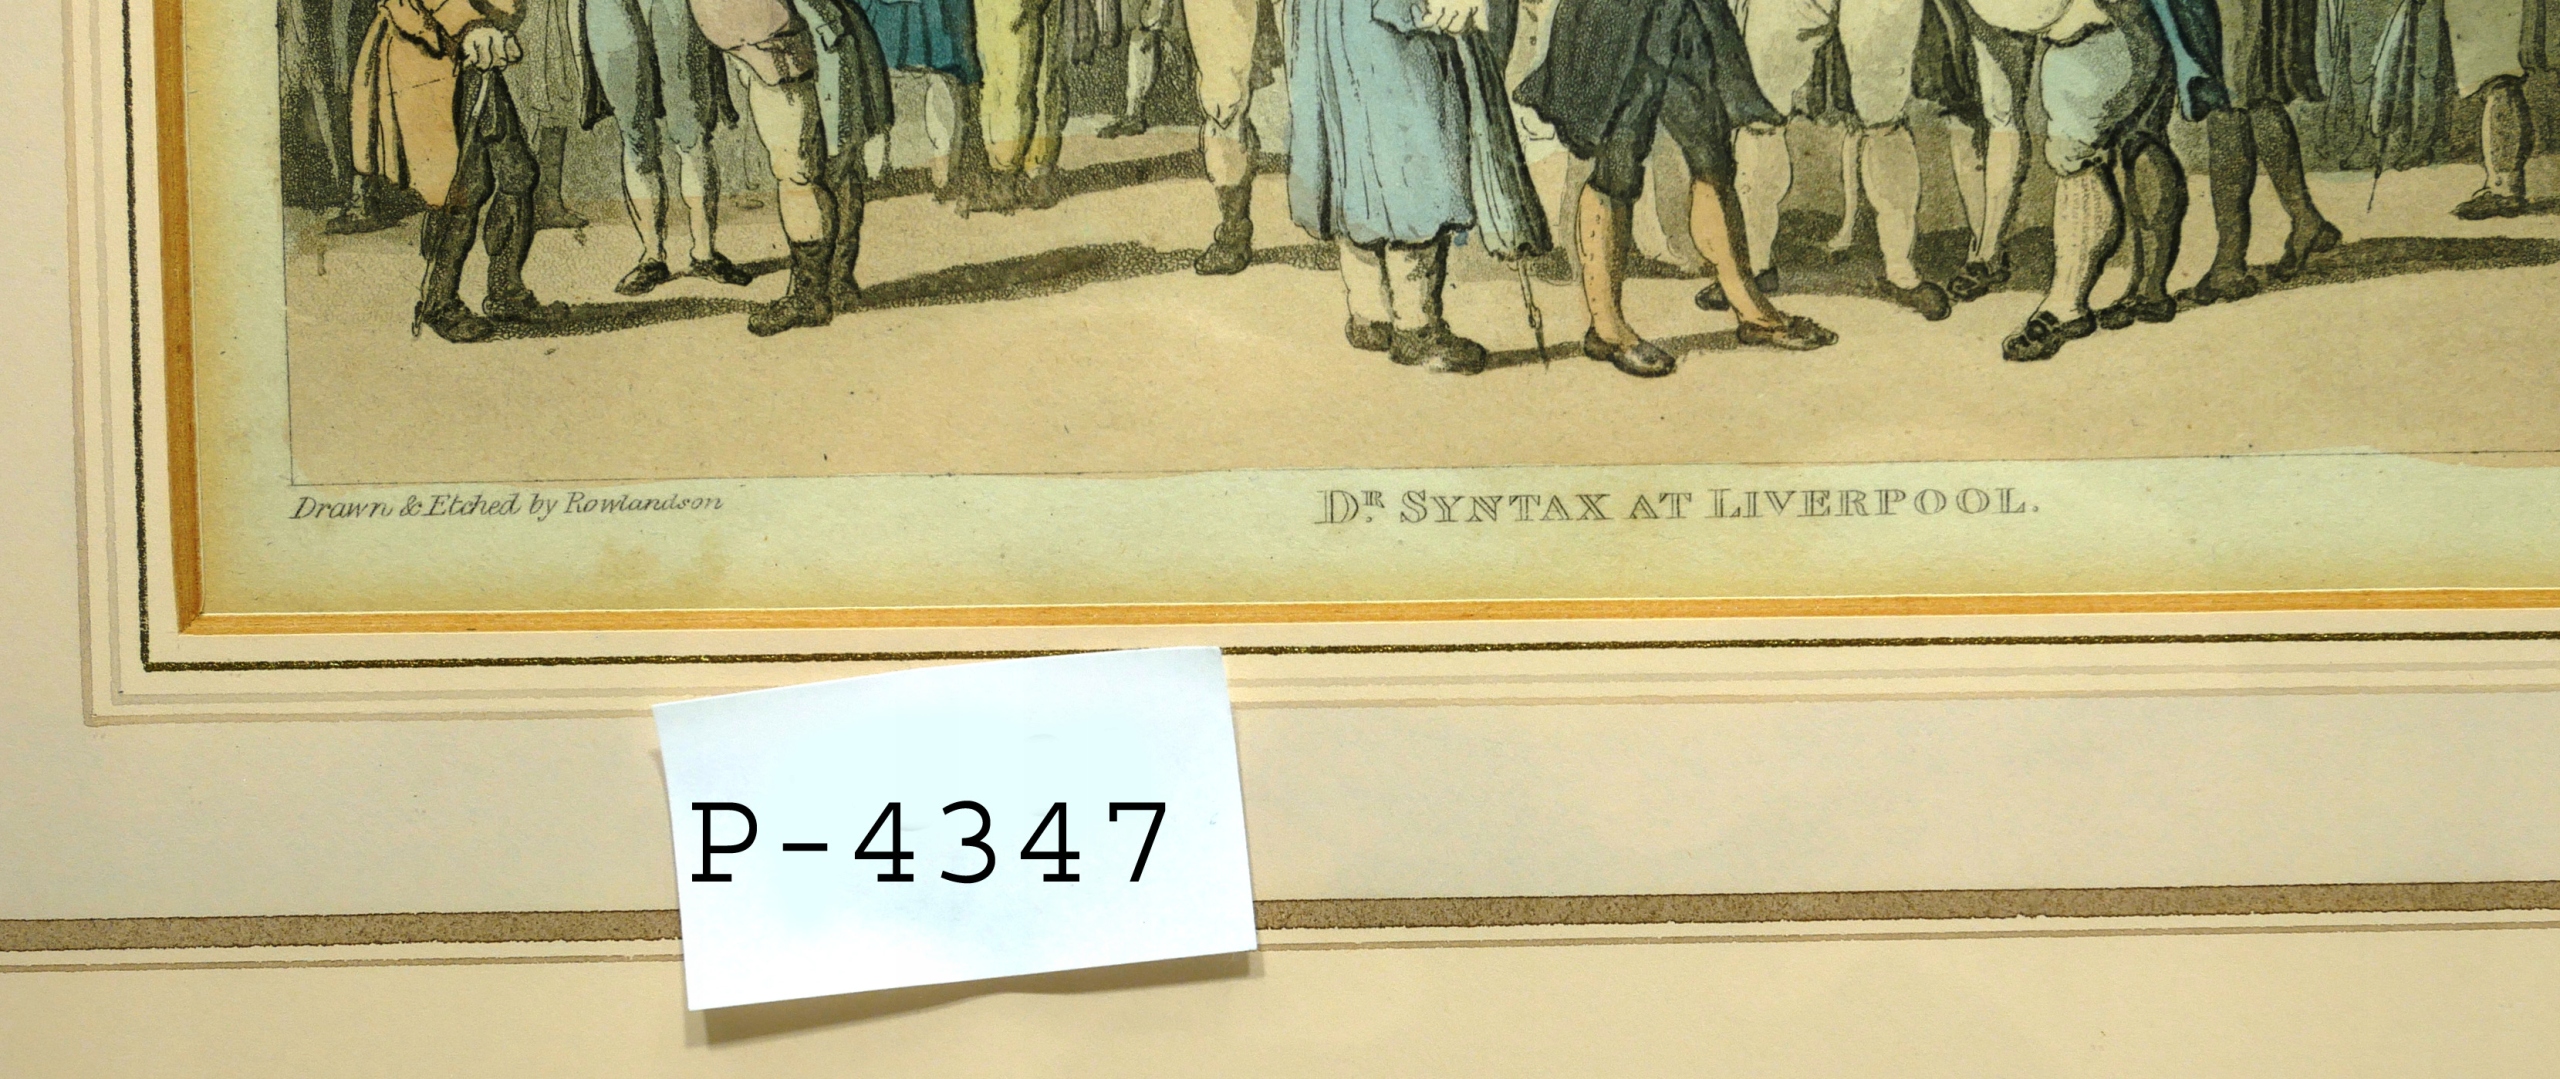 Drawn & Etched by Rowlandson
DR. SYNTAX AT LIVERPOOL.
P-4347